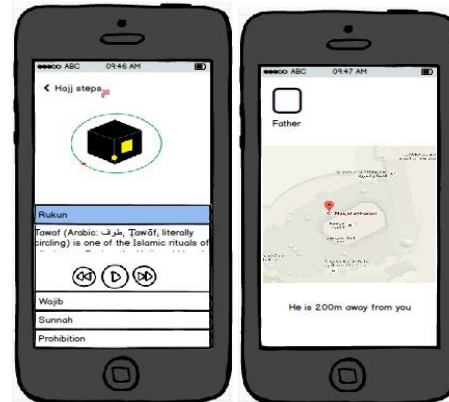 ABC 09:46 AM
Hajj steps
Rukun
Tawaf (Arabic: طوف, Ṭawāf, literally
circling) is one of the Islamic rituals of
Wajib
Sunnah
Prohibition
ABC 09:47 AM
Father
Masjid al-Haram
He is 200m away from you